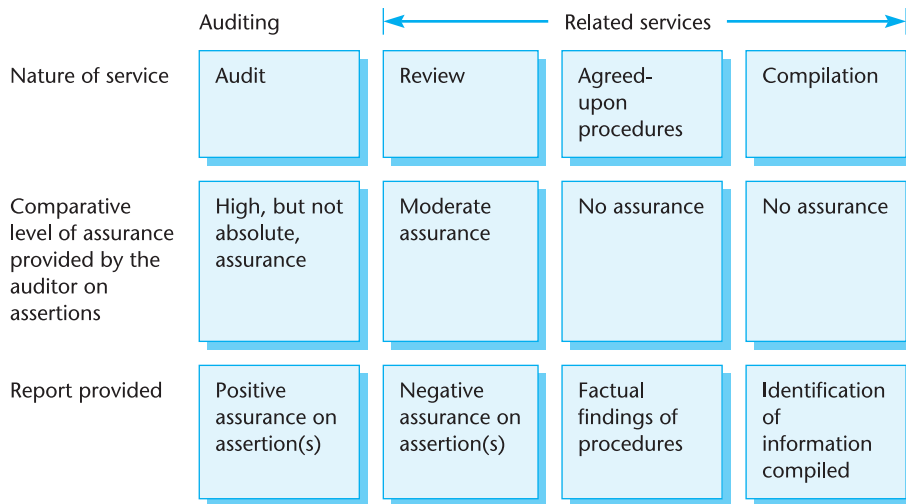 Auditing
Related services
Nature of service
Audit
Review
Agreed-
upon
procedures
Compilation
Comparative
level of assurance
provided by the
auditor on
assertions
High, but not
absolute,
assurance
Moderate
assurance
No assurance
No assurance
Report provided
Positive
assurance on
assertion(s)
Negative
assurance on
assertion(s)
Factual
findings of
procedures
Identification
of
information
compiled